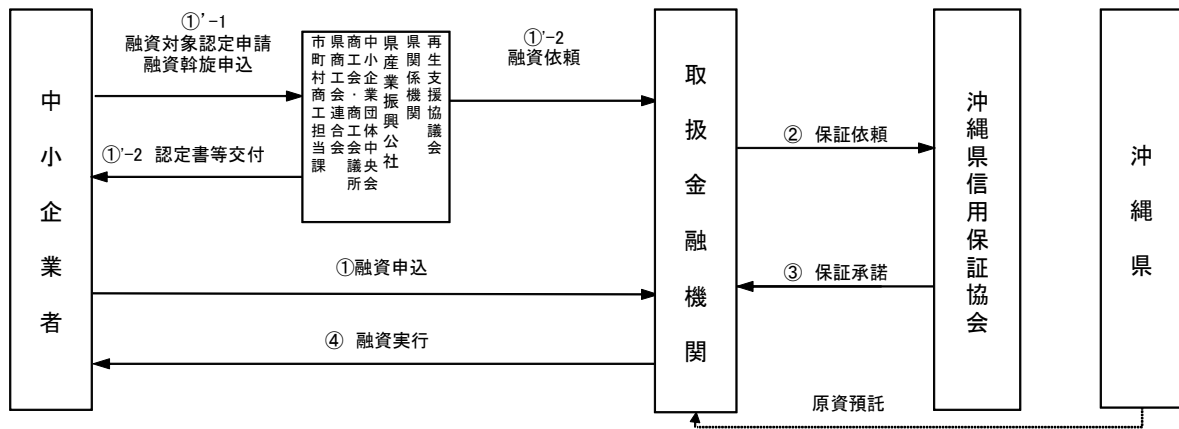 中小企業者
①'-1
融資対象認定申請
融資斡旋申込
①'-2 認定書等交付
再生支援協議会
県関係機関
県産業振興公社
中小企業団体中央会
商工会・商工会議所
県商工会連合会
市町村商工担当課
①'-2
融資依頼
①融資申込
④ 融資実行
取扱金融機関
② 保証依頼
③ 保証承諾
沖縄県信用保証協会
沖縄県
原資預託